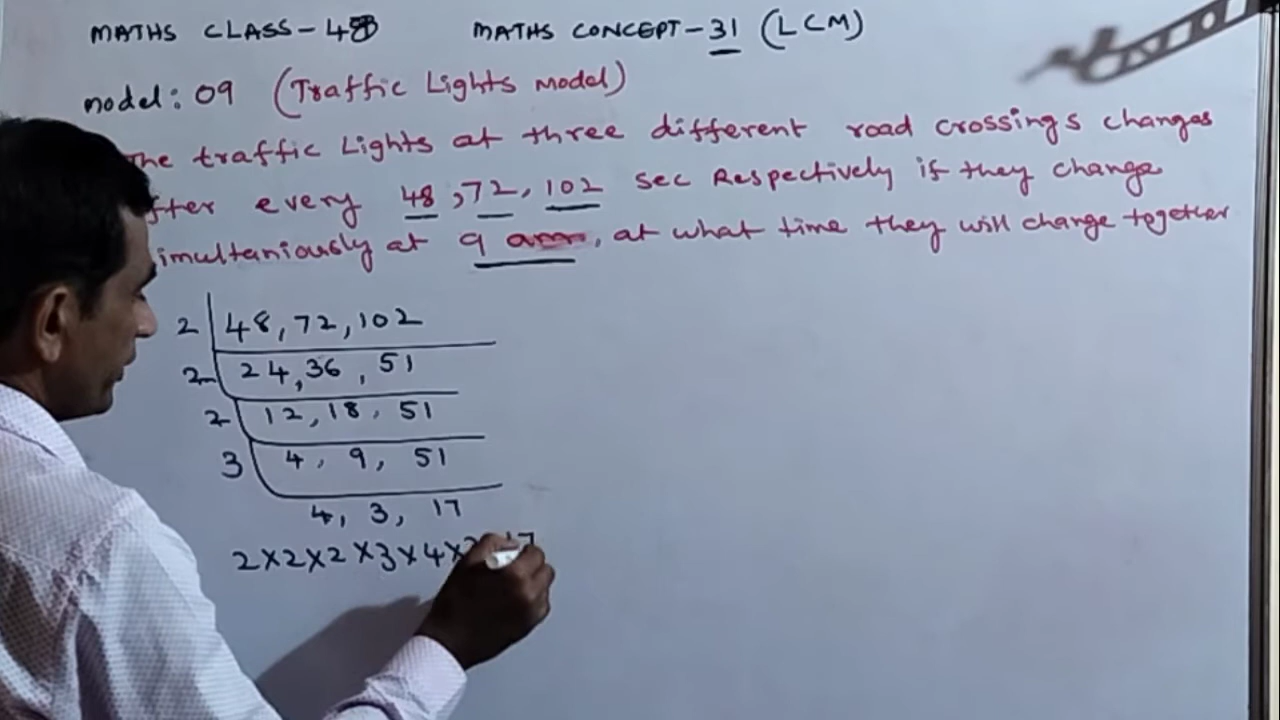 MATHS CLASS-48 MATHS CONCEPT-31 (LCM)
model: 09 (Traffic Lights model)
The traffic Lights at three different road crossings changes
fter every 48, 72, 102 sec Respectively if they change
imultaniously at 9 am, at what time they will change together
2 48, 72, 102
2 24, 36, 51
2 12, 18, 51
3 4, 9, 51
4, 3, 17
2×2×2×3×4×